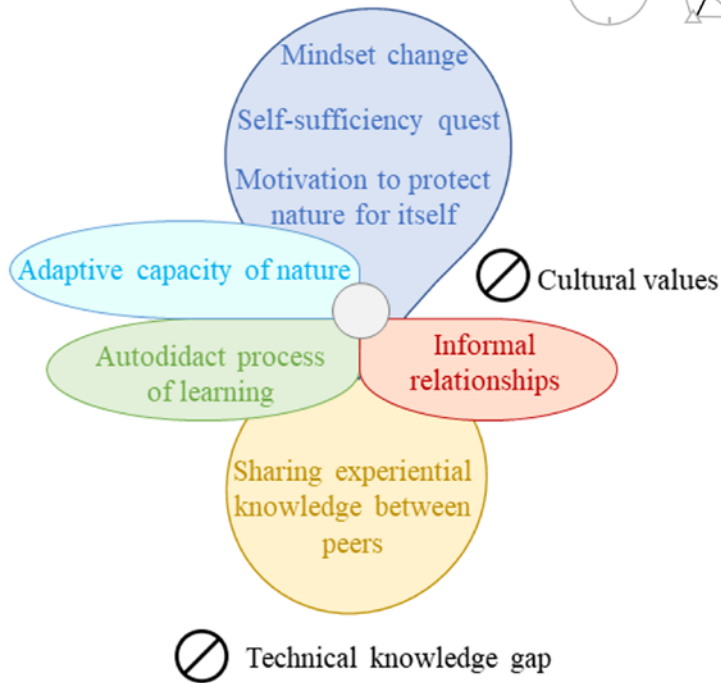 Mindset change
Self-sufficiency quest
Motivation to protect
nature for itself
Adaptive capacity of nature
Cultural values
Autodidact process
of learning
Informal
relationships
Sharing experiential
knowledge between
peers
Technical knowledge gap